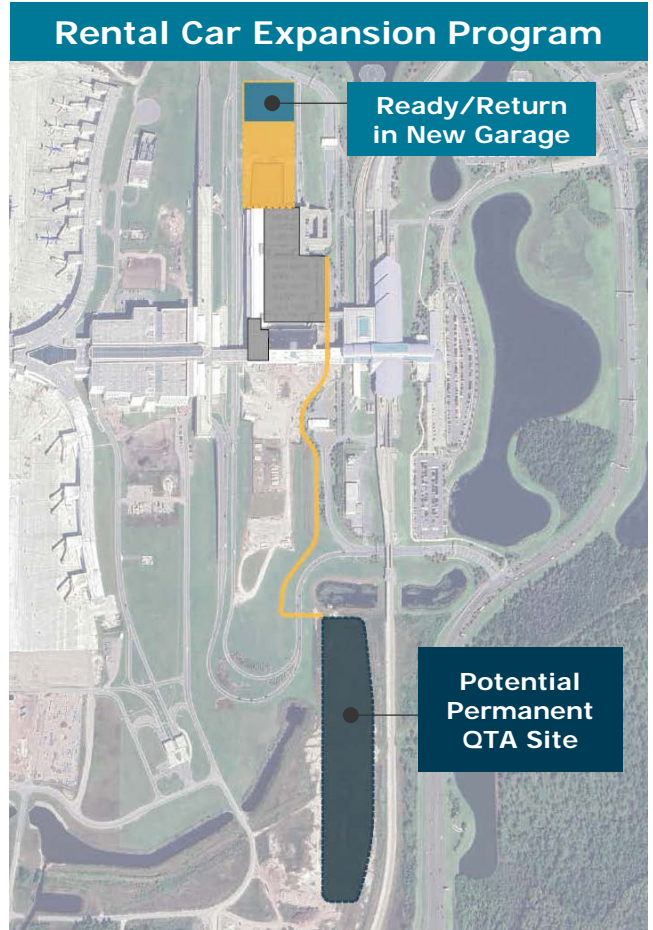 Rental Car Expansion Program
Ready/Return
in New Garage
Potential
Permanent
QTA Site